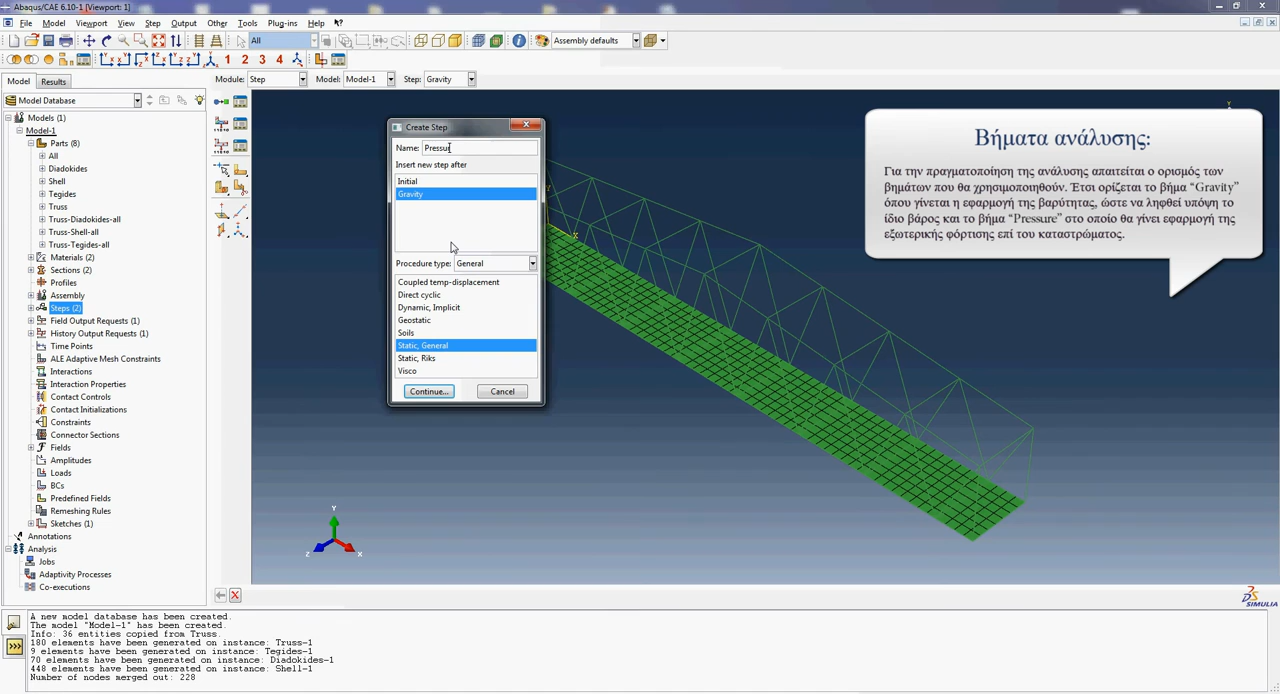 Abaqus/CAE 6.10-1 [Viewport: 1]
File Model Viewport View Step Output Other Tools Plug-ins Help
All
Assembly defaults
1 2 3 4
Model Results
Module: Step Model: Model-1 Step: Gravity
Model Database
Models (1)
Model-1
Parts (8)
All
Diadokides
Shell
Tegides
Truss
Truss-Diadokides-all
Truss-Shell-all
Truss-Tegides-all
Materials (2)
Sections (2)
Profiles
Assembly
Steps (2)
Field Output Requests (1)
History Output Requests (1)
Time Points
ALE Adaptive Mesh Constraints
Interactions
Interaction Properties
Contact Controls
Contact Initializations
Constraints
Connector Sections
Fields
Amplitudes
Loads
BCs
Predefined Fields
Remeshing Rules
Sketches (1)
Annotations
Analysis
Jobs
Adaptivity Processes
Co-executions
Create Step
Name: Pressur
Insert new step after
Initial
Gravity
Procedure type: General
Coupled temp-displacement
Direct cyclic
Dynamic, Implicit
Geostatic
Soils
Static, General
Static, Riks
Visco
Continue... Cancel
Y
X
Y
Z X
Y
Βήματα ανάλυσης:
Για την πραγματοποίηση της ανάλυσης απαιτείται ο ορισμός των
βημάτων που θα χρησιμοποιηθούν. Έτσι ορίζεται το βήμα “Gravity”
όπου γίνεται η εφαρμογή της βαρύτητας, ώστε να ληφθεί υπόψη το
ίδιο βάρος και το βήμα “Pressure” στο οποίο θα γίνει εφαρμογή της
εξωτερικής φόρτισης επί του καταστρώματος.
SIMULIA
A new model database has been created.
The model "Model-1" has been created.
Info: 36 entities copied from Truss.
180 elements have been generated on instance: Truss-1
9 elements have been generated on instance: Tegides-1
70 elements have been generated on instance: Diadokides-1
448 elements have been generated on instance: Shell-1
Number of nodes merged out: 228